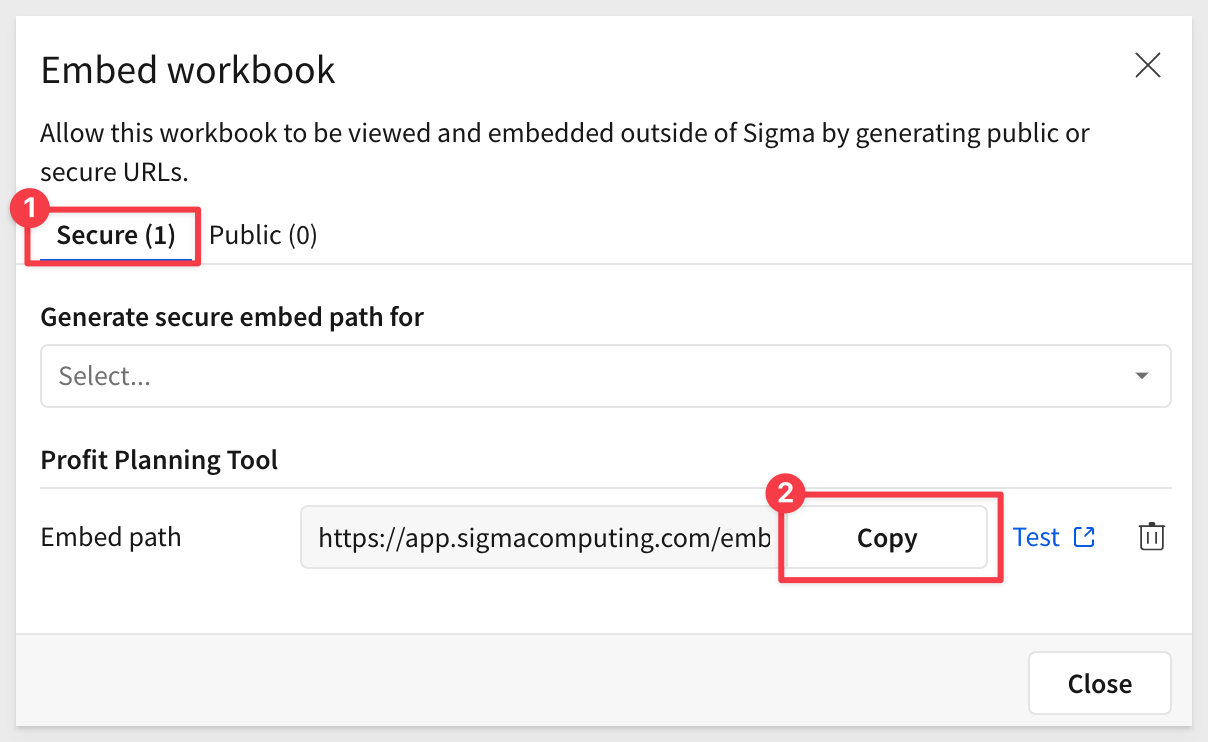 Embed workbook
Allow this workbook to be viewed and embedded outside of Sigma by generating public or
secure URLs.
1
Secure (1) Public (0)
Generate secure embed path for
Select...
Profit Planning Tool
2
Embed path https://app.sigmacomputing.com/emb Copy Test
Close